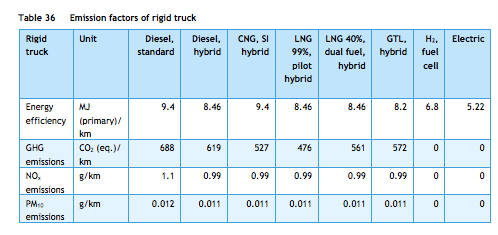 Table 36 Emission factors of rigid truck
Rigid truck Unit Diesel, standard Diesel, hybrid CNG, SI hybrid LNG 99%, pilot hybrid LNG 40%, dual fuel, hybrid GTL, hybrid H₂, fuel cell Electric
Energy efficiency MJ (primary)/ km 9.4 8.46 9.4 8.46 8.46 8.2 6.8 5.22
GHG emissions CO₂ (eq.)/ km 688 619 527 476 561 572 0 0
NOₓ emissions g/km 1.1 0.99 0.99 0.99 0.99 0.99 0 0
PM₁₀ emissions g/km 0.012 0.011 0.011 0.011 0.011 0.011 0 0